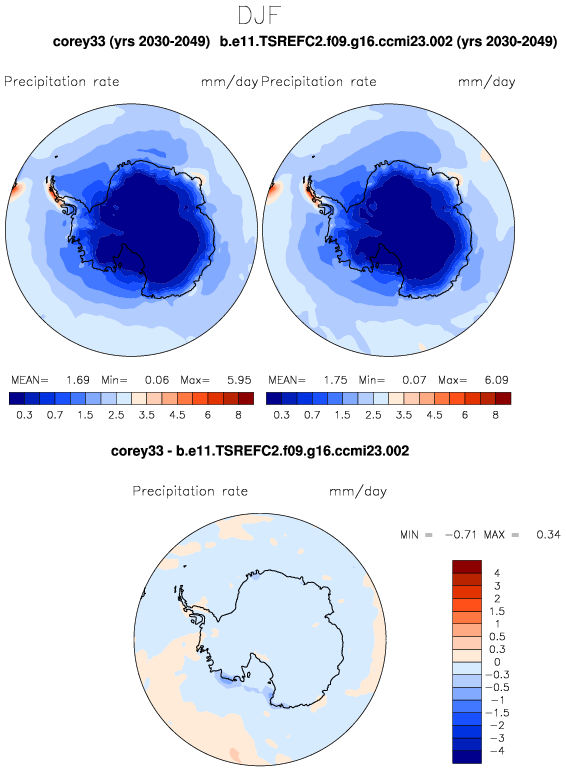 DJF
corey33 (yrs 2030-2049) b.e11.TSREFC2.f09.g16.ccmi23.002 (yrs 2030-2049)
Precipitation rate mm/day Precipitation rate mm/day
MEAN= 1.69 Min= 0.06 Max= 5.95 MEAN= 1.75 Min= 0.07 Max= 6.09
0.3 0.7 1.5 2.5 3.5 4.5 6 8 0.3 0.7 1.5 2.5 3.5 4.5 6 8
corey33 - b.e11.TSREFC2.f09.g16.ccmi23.002
Precipitation rate mm/day
MIN = -0.71 MAX = 0.34
4
3
2
1.5
1
0.5
0.3
0
-0.3
-0.5
-1
-1.5
-2
-3
-4